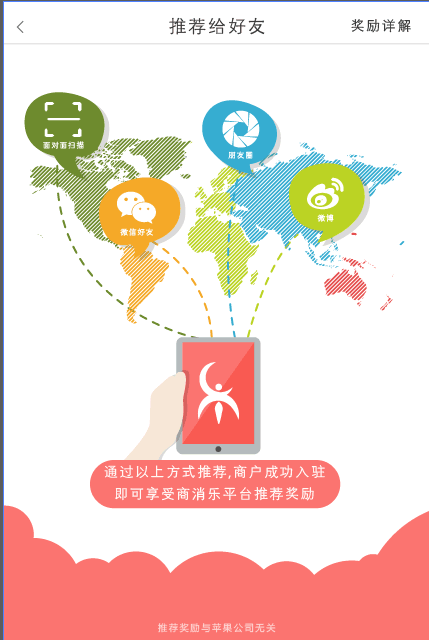 推荐给好友
奖励详解
面对面扫描
朋友圈
微信好友
微博
通过以上方式推荐,商户成功入驻
即可享受商消乐平台推荐奖励
推荐奖励与苹果公司无关